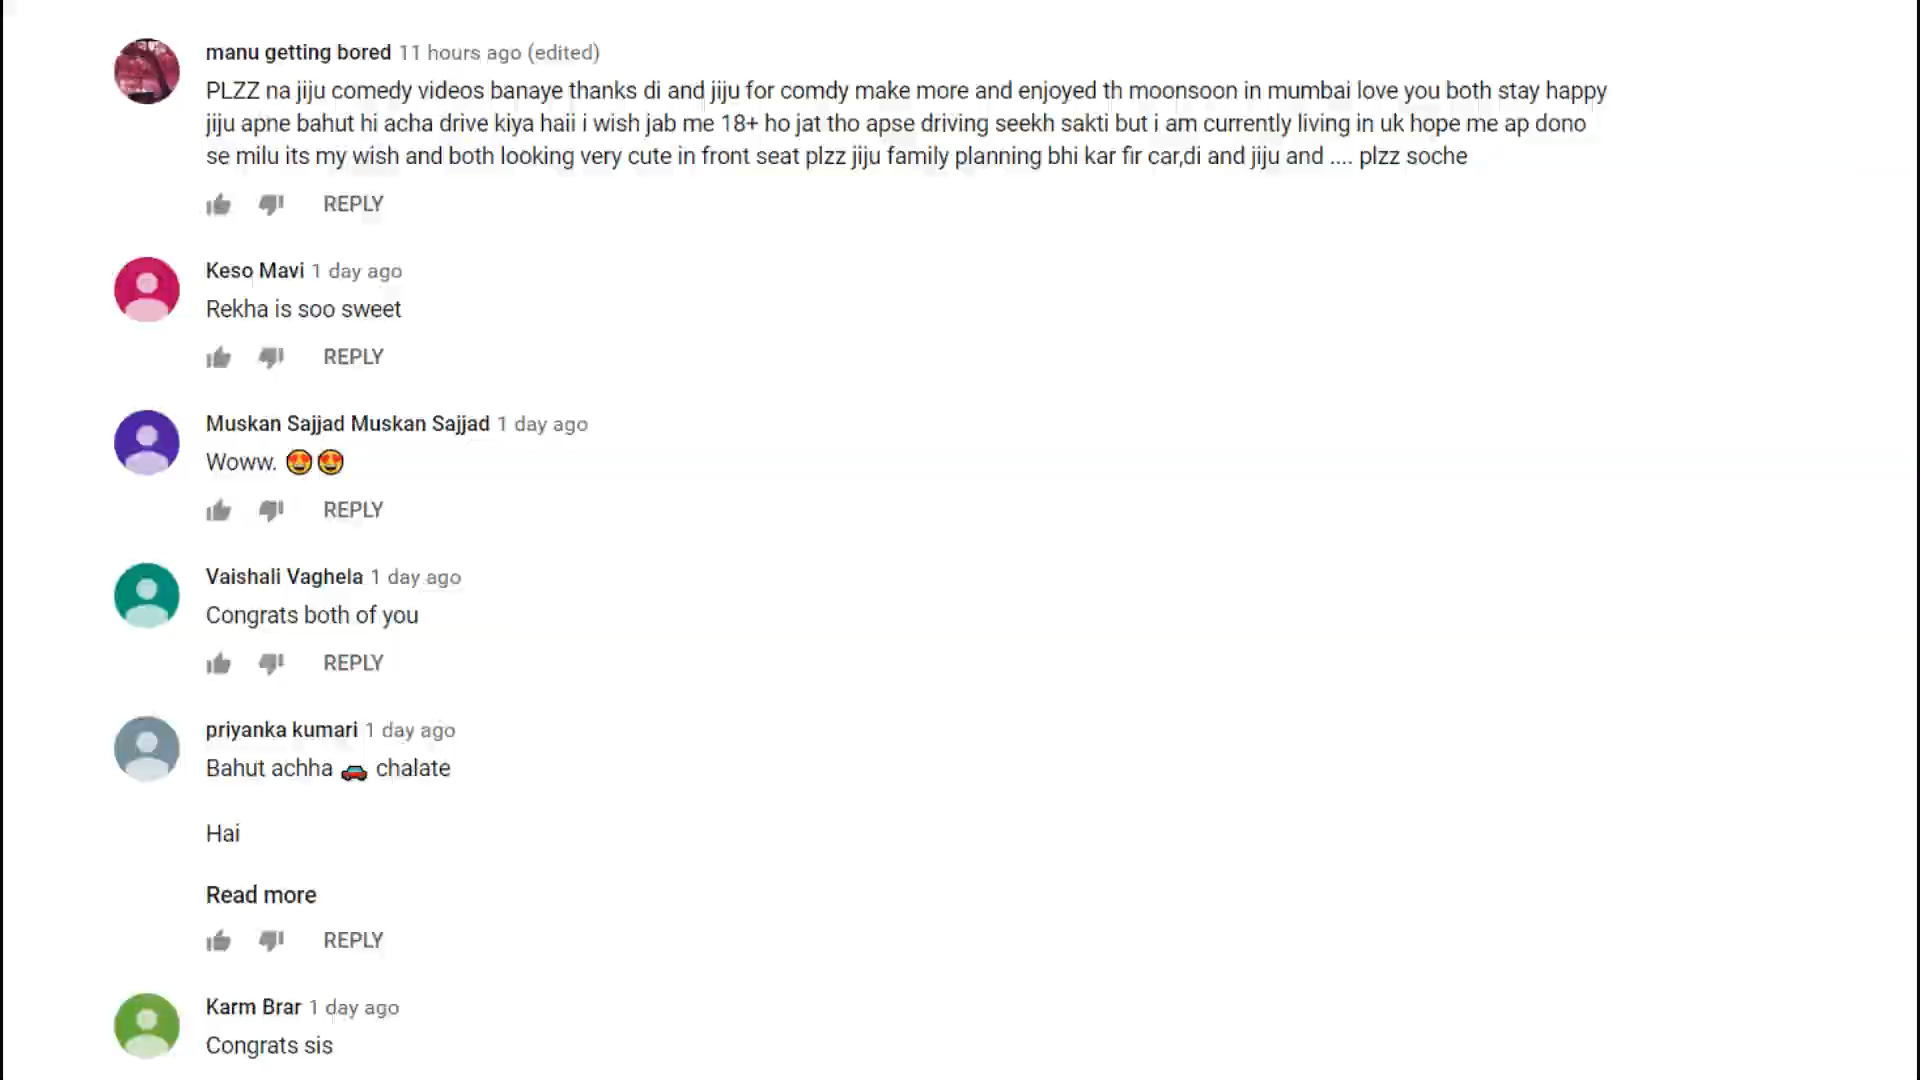 manu getting bored 11 hours ago (edited)
PLZZ na jiju comedy videos banaye thanks di and jiju for comdy make more and enjoyed th moonsoon in mumbai love you both stay happy
jiju apne bahut hi acha drive kiya haii i wish jab me 18+ ho jat tho apse driving seekh sakti but i am currently living in uk hope me ap dono
se milu its my wish and both looking very cute in front seat plzz jiju family planning bhi kar fir car,di and jiju and .... plzz soche
REPLY
Keso Mavi 1 day ago
Rekha is soo sweet
REPLY
Muskan Sajjad Muskan Sajjad 1 day ago
Woww. 😍😍
REPLY
Vaishali Vaghela 1 day ago
Congrats both of you
REPLY
priyanka kumari 1 day ago
Bahut achha 🚗 chalate
Hai
Read more
REPLY
Karm Brar 1 day ago
Congrats sis